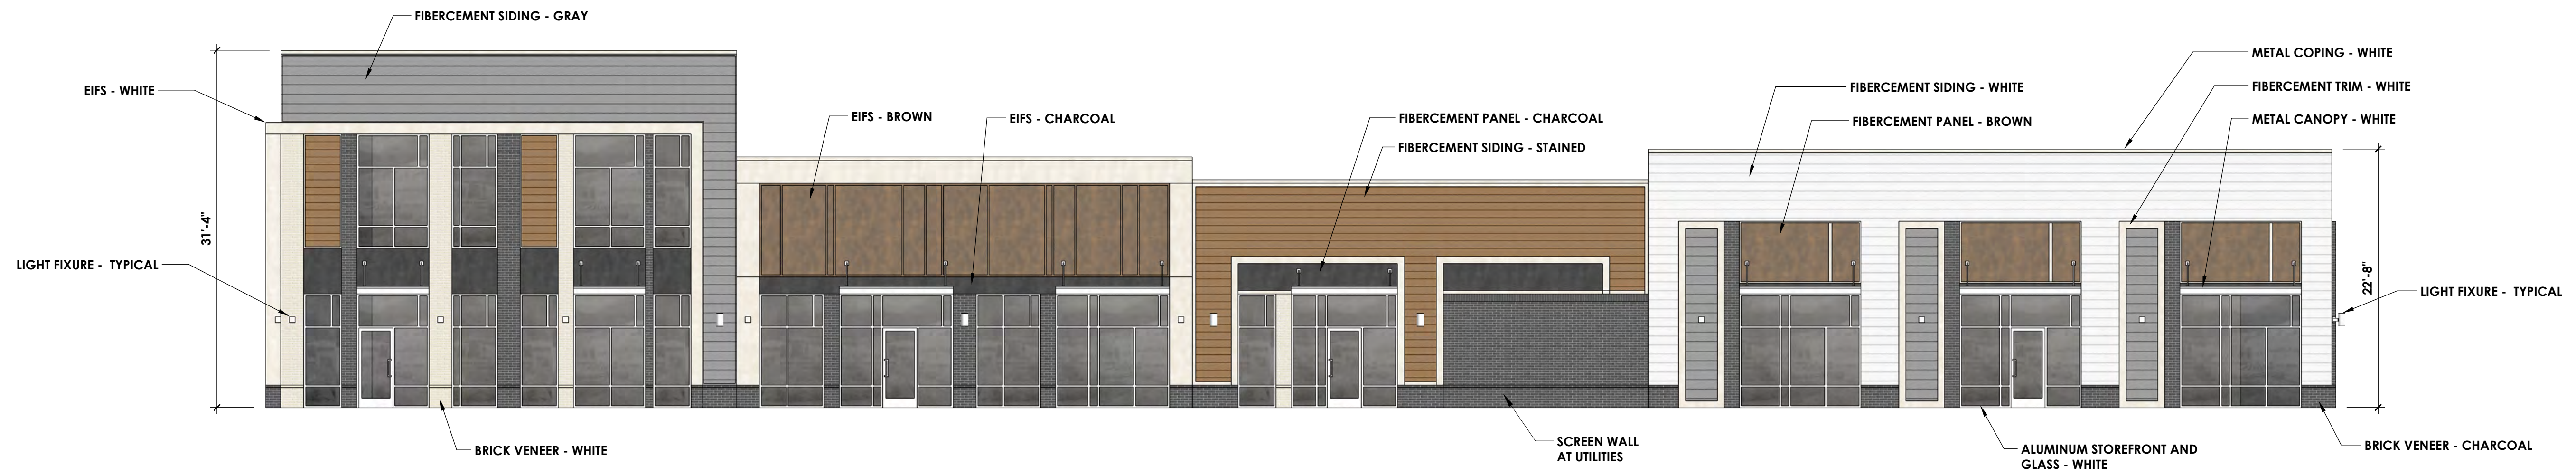 FIBERCEMENT SIDING - GRAY
EIFS - WHITE
31'-4"
LIGHT FIXTURE - TYPICAL
BRICK VENEER - WHITE
EIFS - BROWN
EIFS - CHARCOAL
FIBERCEMENT PANEL - CHARCOAL
FIBERCEMENT SIDING - STAINED
SCREEN WALL
AT UTILITIES
FIBERCEMENT SIDING - WHITE
FIBERCEMENT PANEL - BROWN
METAL COPING - WHITE
FIBERCEMENT TRIM - WHITE
METAL CANOPY - WHITE
22'-8"
LIGHT FIXTURE - TYPICAL
ALUMINUM STOREFRONT AND
GLASS - WHITE
BRICK VENEER - CHARCOAL